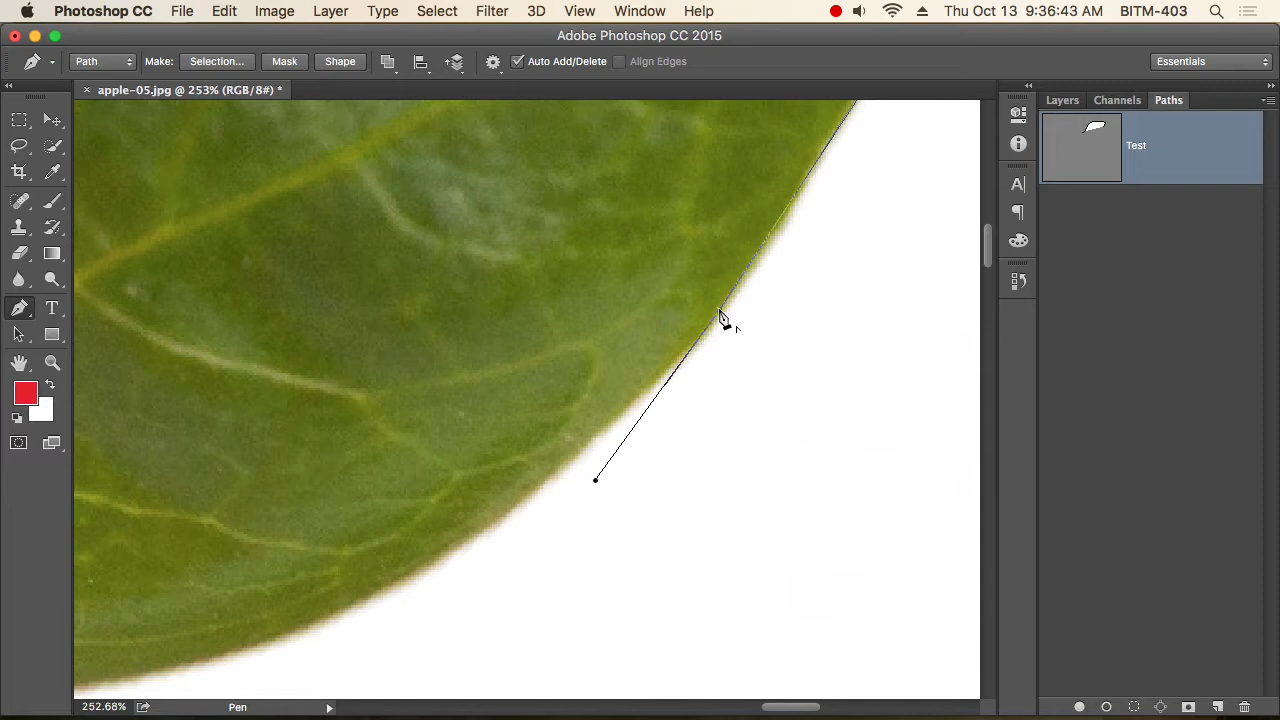 Photoshop CC File Edit Image Layer Type Select Filter 3D View Window Help Thu Oct 13 9:36:43 AM BITM-403
Adobe Photoshop CC 2015
Path Make: Selection... Mask Shape Auto Add/Delete Align Edges Essentials
apple-05.jpg @ 253% (RGB/8#) *
Layers Channels Paths
Test
252.68% Pen